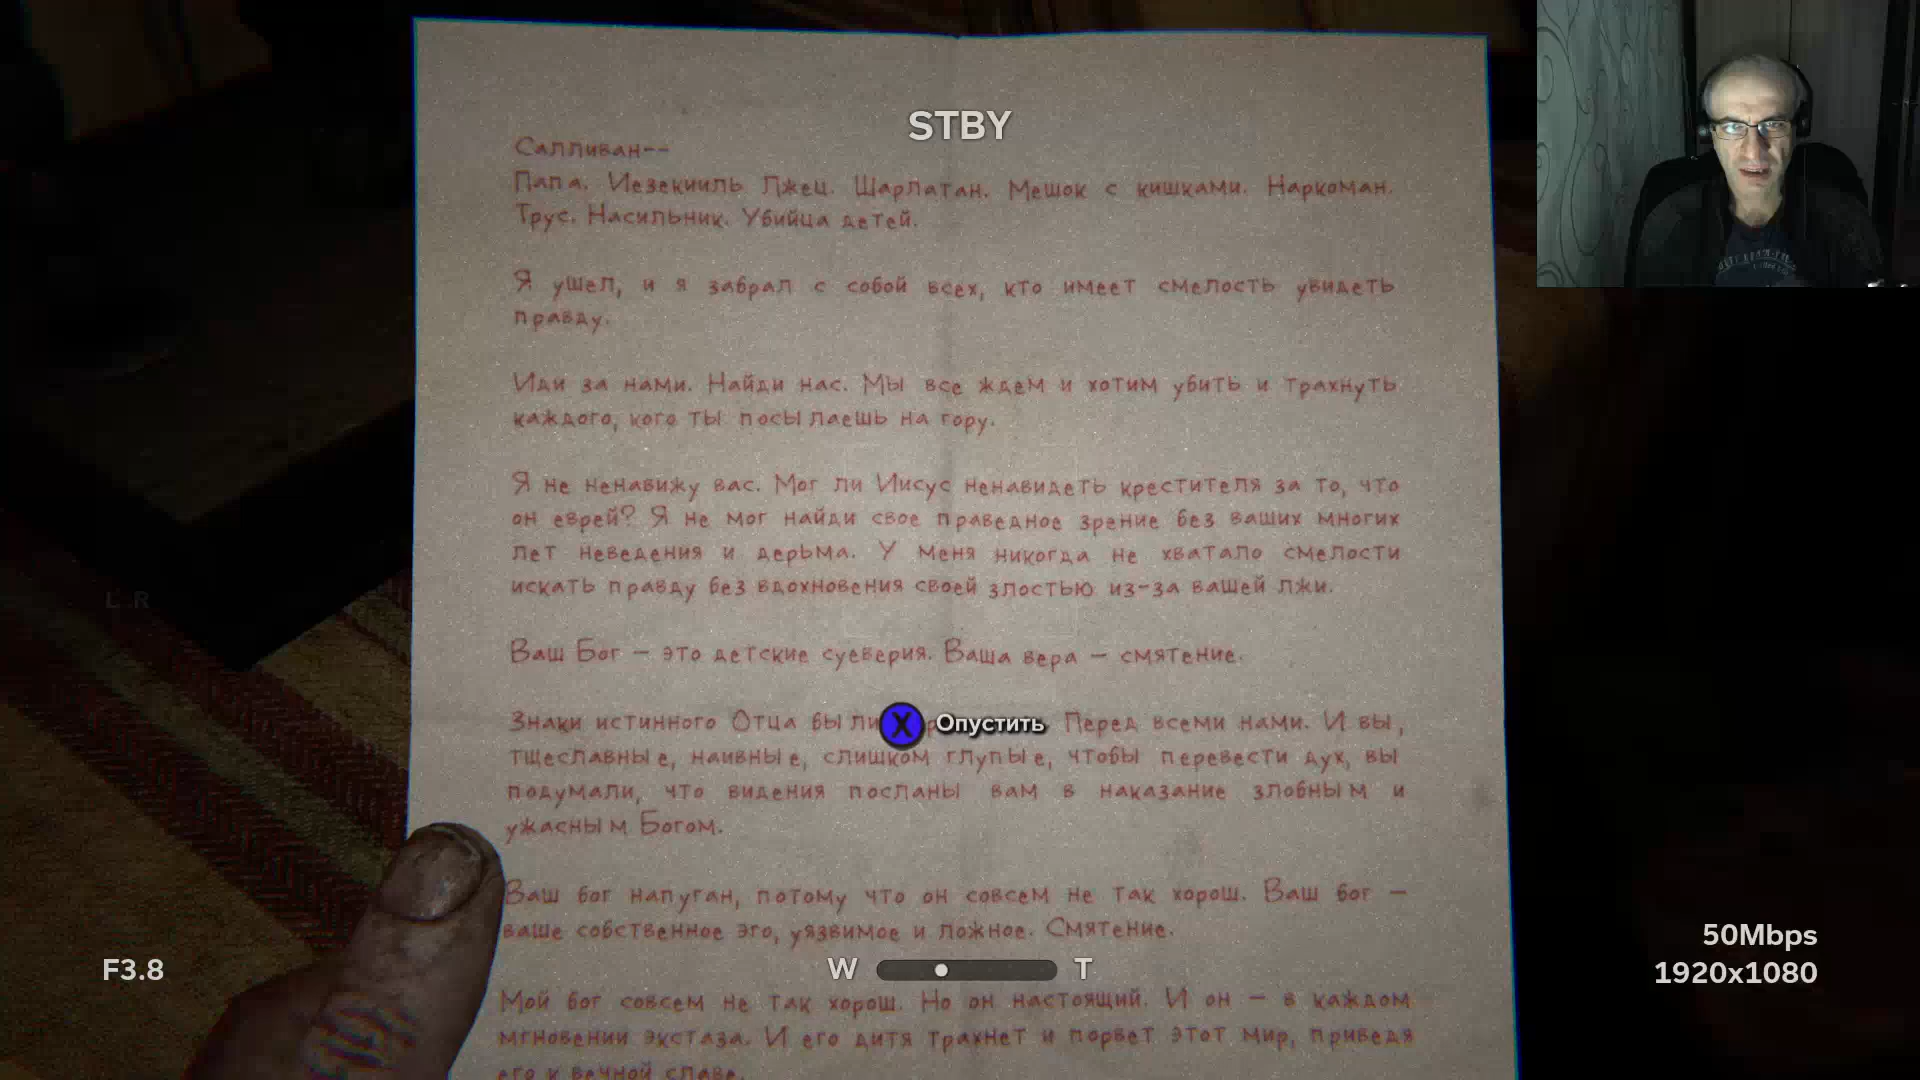 STBY
Салливан--
Папа. Иезекииль Лжец. Шарлатан. Мешок с кишками. Наркоман.
Трус. Насильник. Убийца детей.
Я ушел, и я забрал с собой всех, кто имеет смелость увидеть
правду.
Иди за нами. Найди нас. Мы все ждем и хотим убить и трахнуть
каждого, кого ты посылаешь на гору.
Я не ненавижу вас. Мог ли Иисус ненавидеть крестителя за то, что
он еврей? Я не мог найди свое праведное зрение без ваших многих
лет неведения и дерьма. У меня никогда не хватало смелости
искать правду без вдохновения своей злостью из-за вашей лжи.
Ваш Бог – это детские суеверия. Ваша вера – смятение.
Знаки истинного Отца были Перед всеми нами. И вы,
X Опустить
тщеславные, наивные, слишком глупые, чтобы перевести дух, вы
подумали, что видения посланы вам в наказание злобным и
ужасным Богом.
Ваш бог напуган, потому что он совсем не так хорош. Ваш бог –
ваше собственное эго, уязвимое и ложное. Смятение.
Мой бог совсем не так хорош. Но он настоящий. И он – в каждом
мгновении экстаза. И его дитя трахнет и порвет этот мир, приведя
его к вечной славе.
L R
F3.8
W T
50Mbps
1920x1080